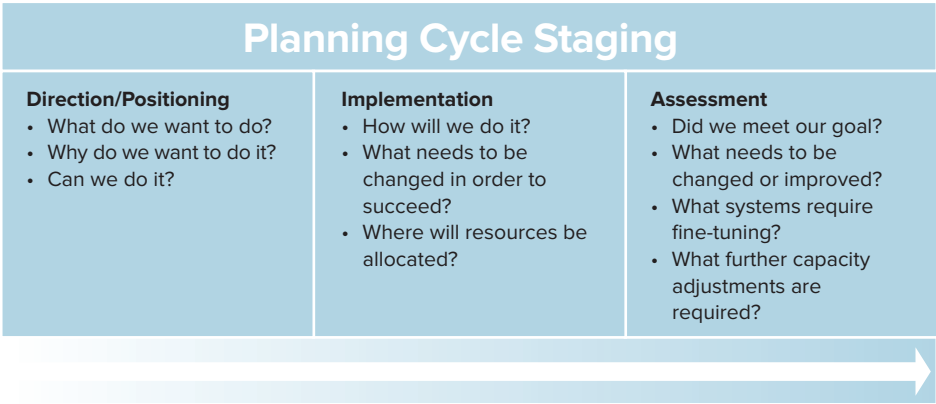 Planning Cycle Staging
Direction/Positioning
• What do we want to do?
• Why do we want to do it?
• Can we do it?
Implementation
• How will we do it?
• What needs to be
changed in order to
succeed?
• Where will resources be
allocated?
Assessment
• Did we meet our goal?
• What needs to be
changed or improved?
• What systems require
fine-tuning?
• What further capacity
adjustments are
required?